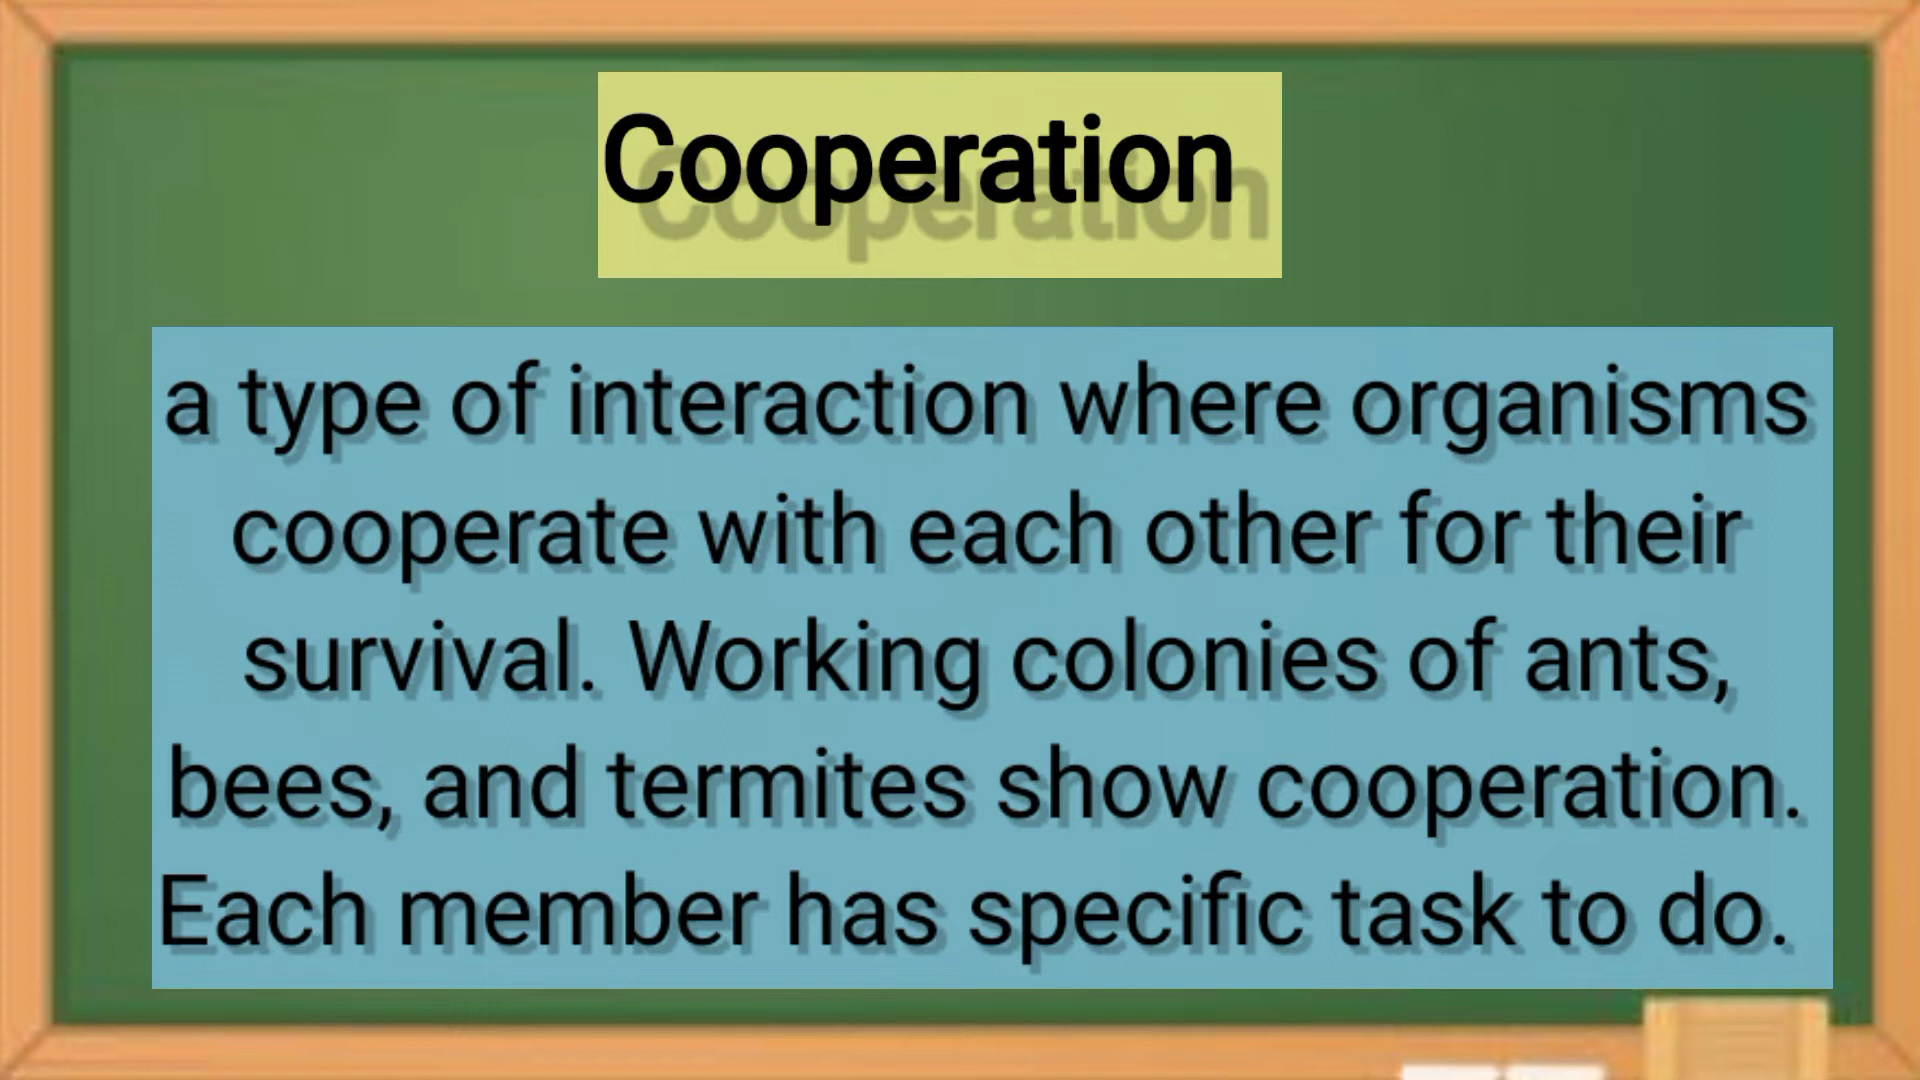 Cooperation
a type of interaction where organisms
cooperate with each other for their
survival. Working colonies of ants,
bees, and termites show cooperation.
Each member has specific task to do.